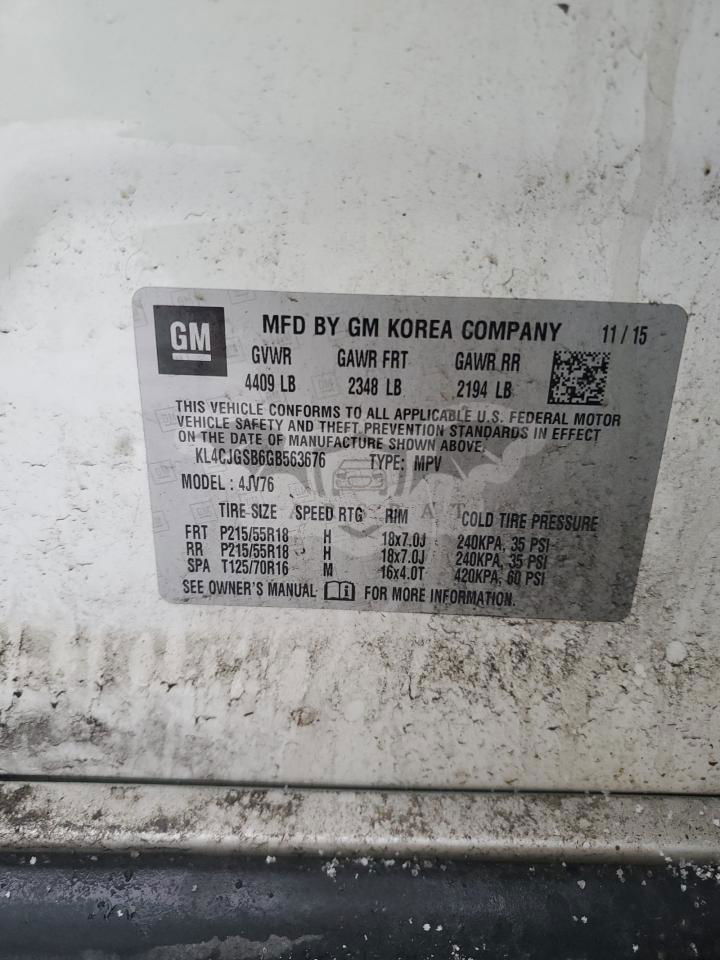 GM MFD BY GM KOREA COMPANY 11 / 15
GVWR GAWR FRT GAWR RR
4409 LB 2348 LB 2194 LB
THIS VEHICLE CONFORMS TO ALL APPLICABLE U.S. FEDERAL MOTOR
VEHICLE SAFETY AND THEFT PREVENTION STANDARDS IN EFFECT
ON THE DATE OF MANUFACTURE SHOWN ABOVE.
KL4CJGSB6GB563676 TYPE: MPV
MODEL : 4JV76
TIRE SIZE SPEED RTG RIM COLD TIRE PRESSURE
FRT P215/55R18 H 18x7.0J 240KPA, 35 PSI
RR P215/55R18 H 18x7.0J 240KPA, 35 PSI
SPA T125/70R16 M 16x4.0T 420KPA, 60 PSI
SEE OWNER'S MANUAL FOR MORE INFORMATION.